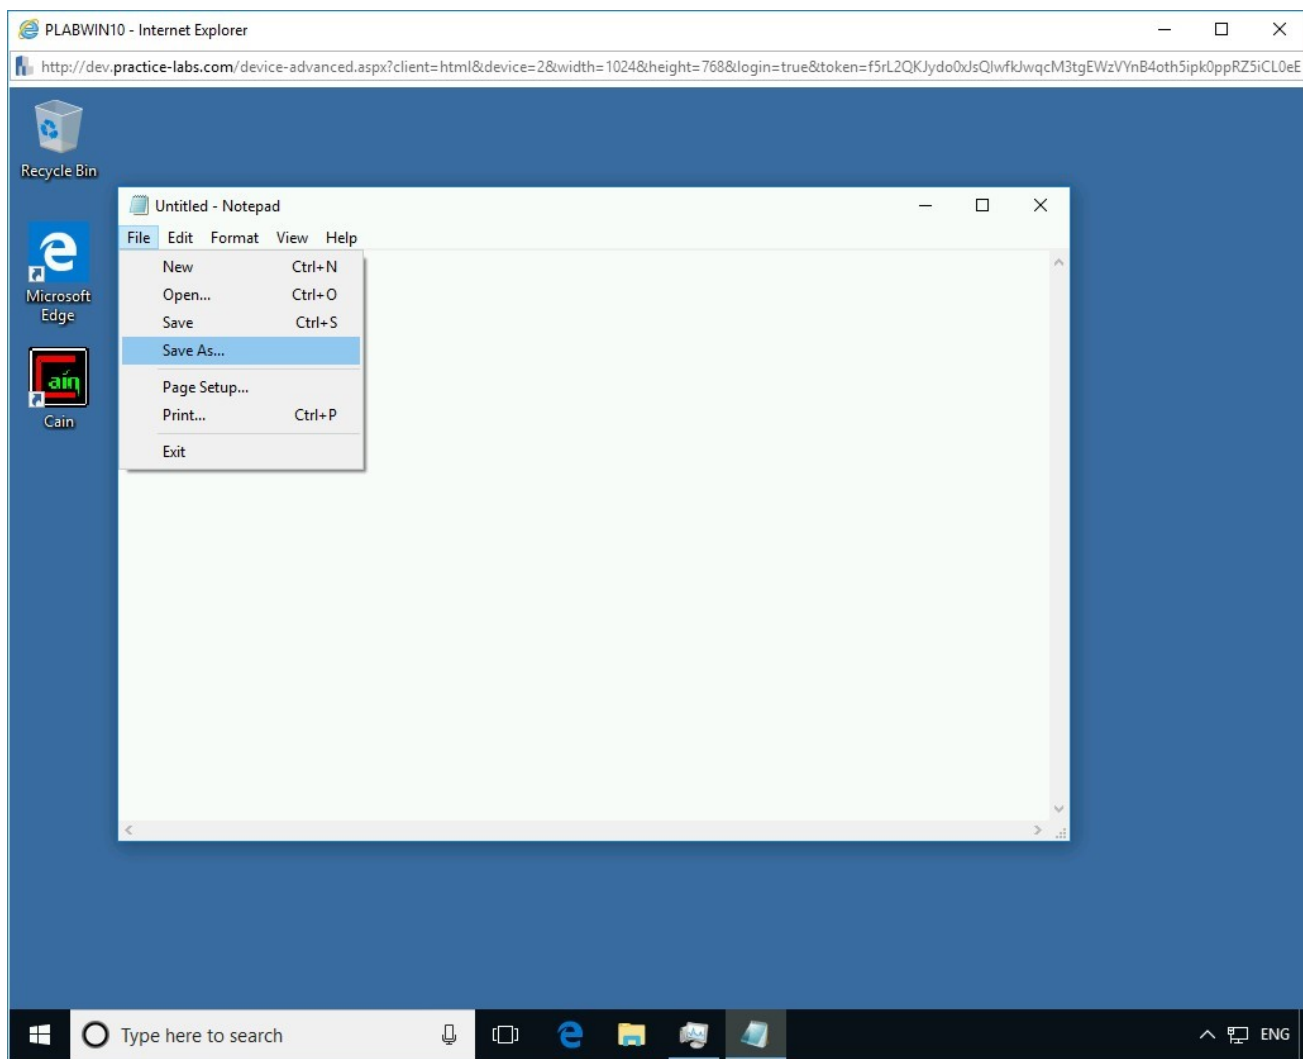 PLABWIN10 - Internet Explorer
http://dev.practice-labs.com/device-advanced.aspx?client=html&device=2&width=1024&height=768&login=true&token=f5rL2QKJydo0xJsQlwfkJwqcM3tgEWzVYnB4oth5ipk0ppRZ5iCL0eE
Recycle Bin
Untitled - Notepad
File Edit Format View Help
New Ctrl+N
Open... Ctrl+O
Save Ctrl+S
Save As...
Page Setup...
Print... Ctrl+P
Exit
Microsoft
Edge
Cain
Cain
Type here to search
ENG